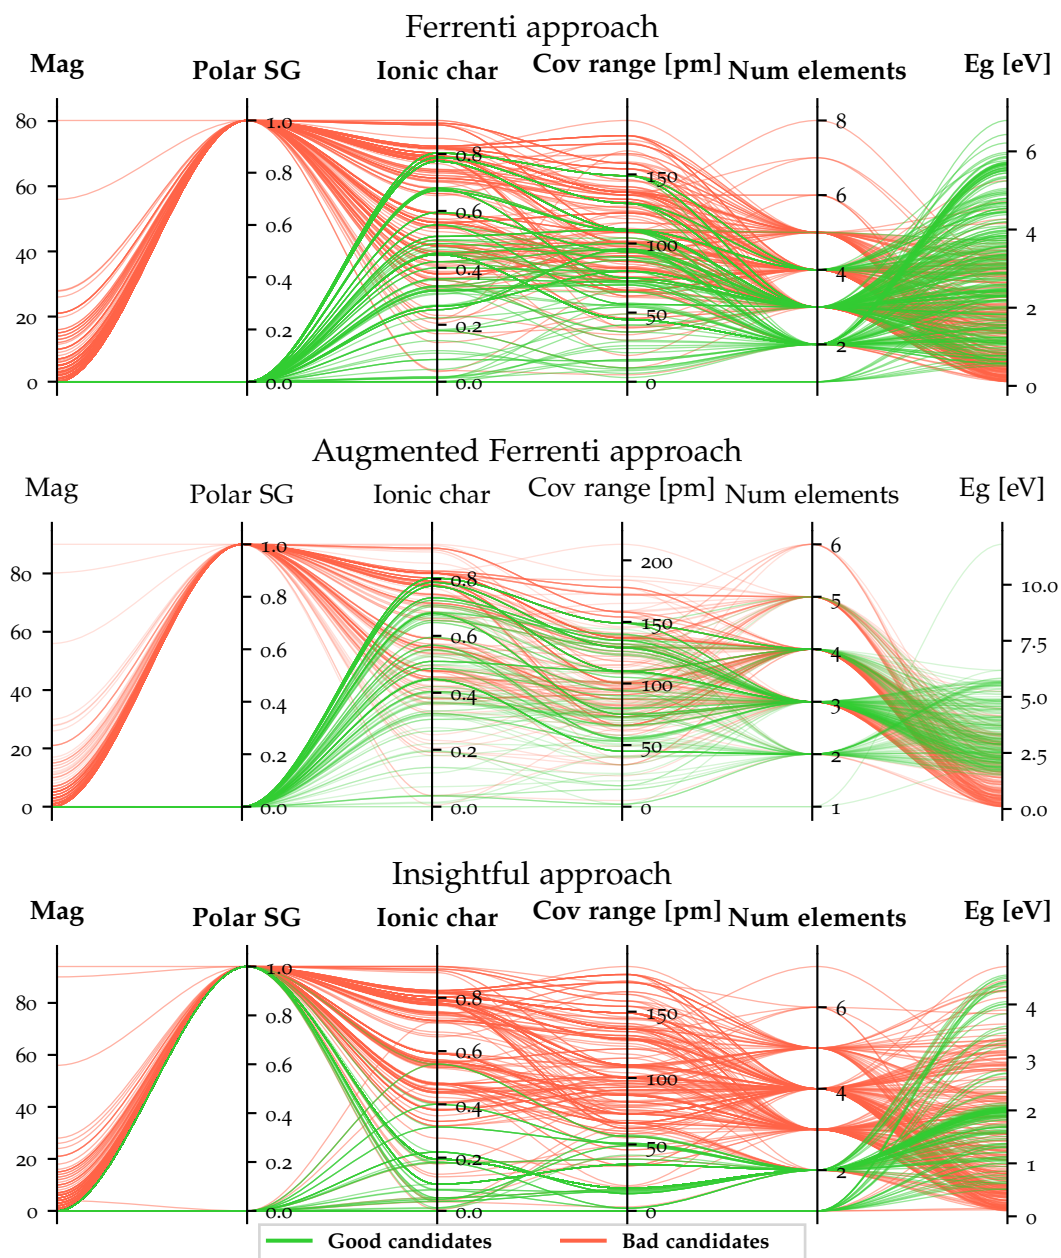 Ferrenti approach
Mag Polar SG Ionic char Cov range [pm] Num elements Eg [eV]
80 1.0 8
0.8 0.8 150 6
60 6
0.6 0.6
40 100 4 4
0.4 0.4
20 0.2 0.2 50 2 2
0 0.0 0.0 0 0
Augmented Ferrenti approach
Mag Polar SG Ionic char Cov range [pm] Num elements Eg [eV]
1.0 200 6
80 0.8 0.8 10.0
150 5
60 0.6 0.6 4 7.5
40 0.4 0.4 100 3 5.0
20 0.2 0.2 50 2 2.5
0 0.0 0.0 0 1 0.0
Insightful approach
Mag Polar SG Ionic char Cov range [pm] Num elements Eg [eV]
1.0
80 0.8 0.8 150 6 4
60 0.6 0.6 3
100 4
40 0.4 0.4 2
20 0.2 0.2 50 2 1
0 0.0 0.0 0 0
Good candidates Bad candidates